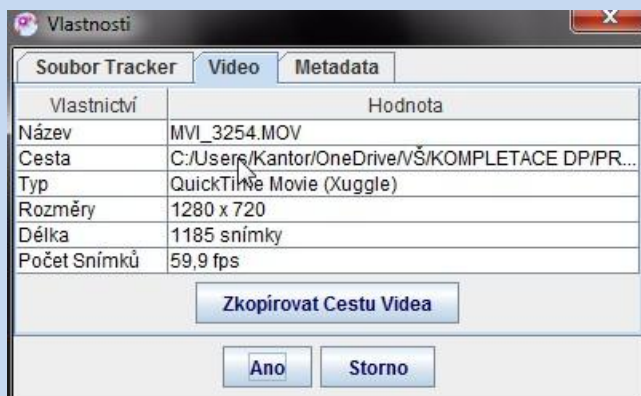 Vlastnosti
Soubor Tracker Video Metadata
Vlastnictví Hodnota
Název MVI_3254.MOV
Cesta C:/Users/Kantor/OneDrive/VŠ/KOMPLETACE DP/PR...
Typ QuickTime Movie (Xuggle)
Rozměry 1280 x 720
Délka 1185 snímky
Počet Snímků 59,9 fps
Zkopírovat Cestu Videa
Ano Storno